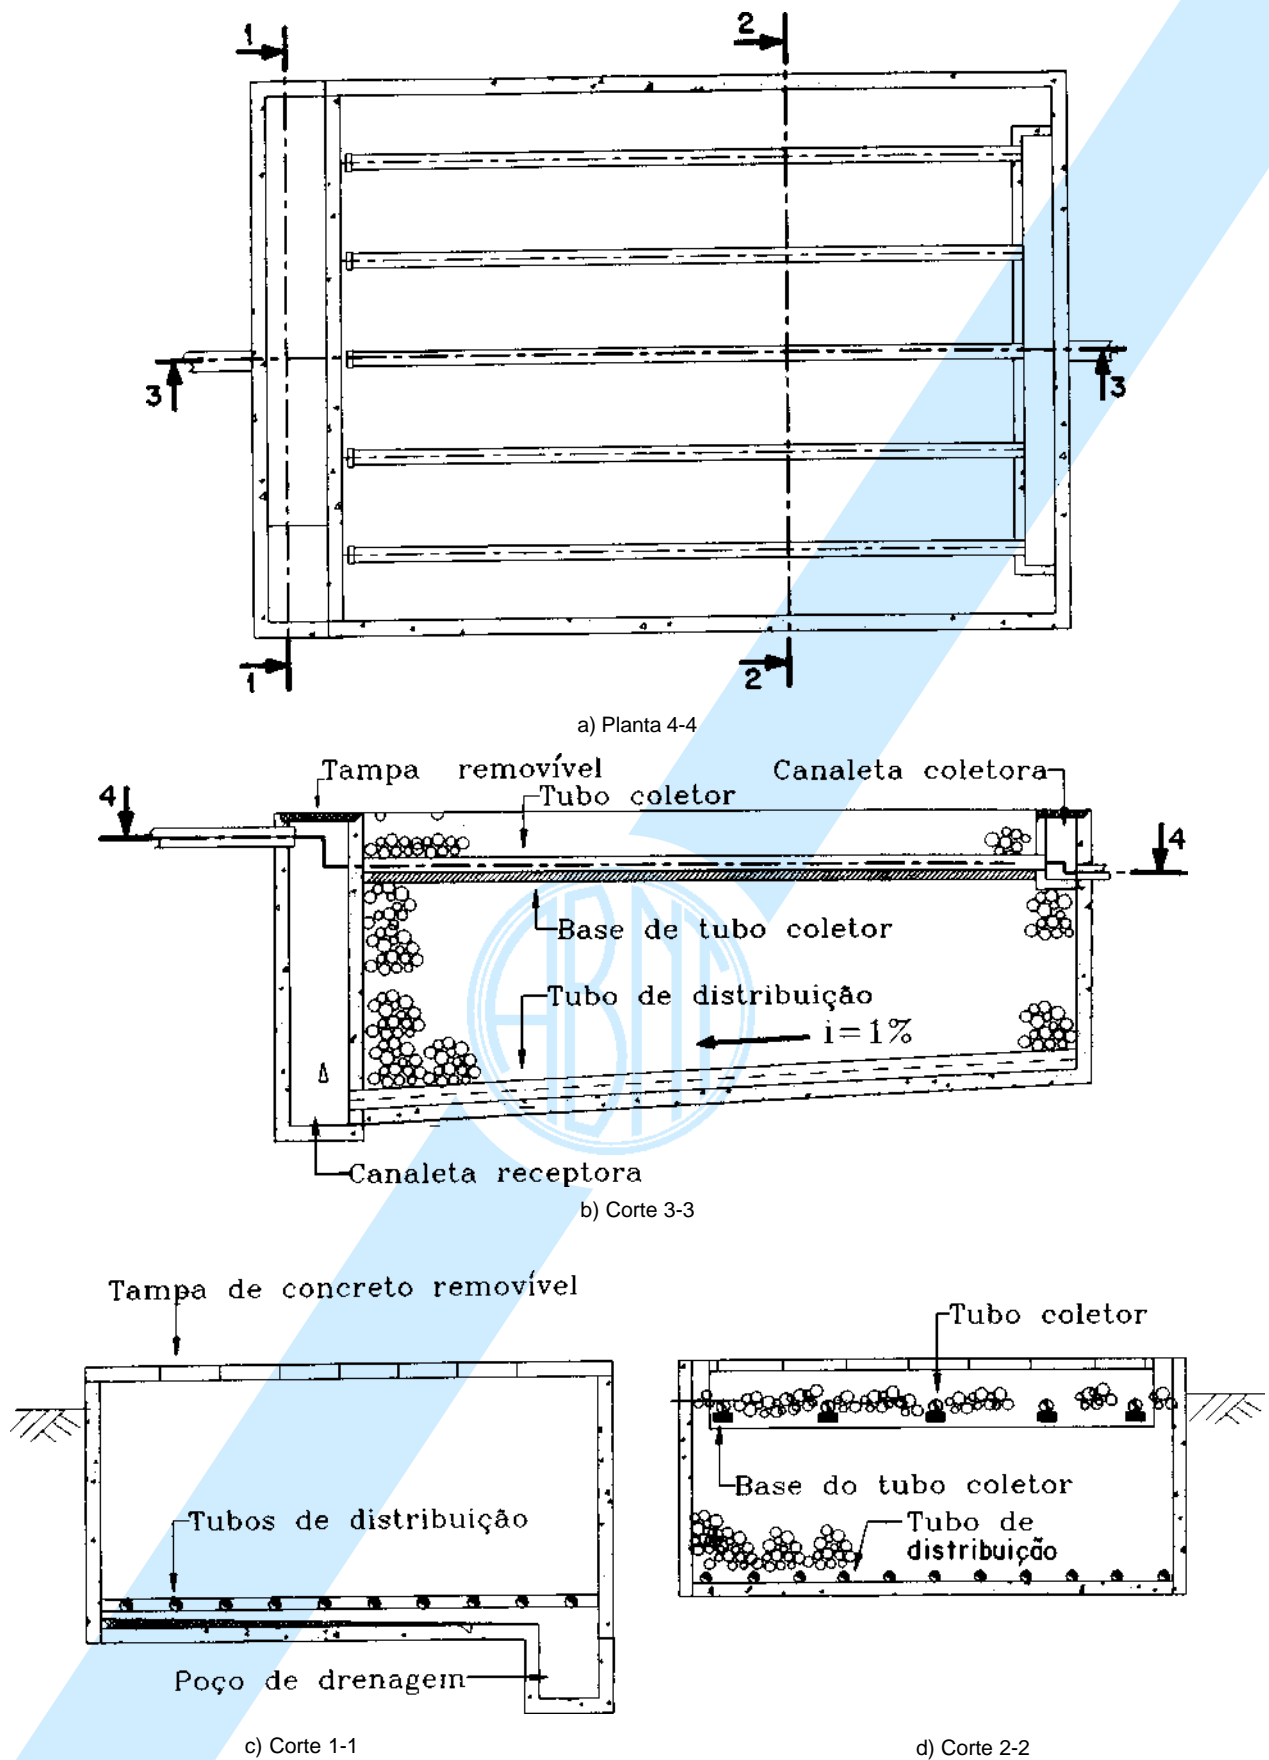 1
2
3
3
1
2
a) Planta 4-4
Tampa removível
Canaleta coletora
4
Tubo coletor
4
Base de tubo coletor
Tubo de distribuição
i=1%
ABNT
Canaleta receptora
b) Corte 3-3
Tampa de concreto removível
Tubo coletor
Base do tubo coletor
Tubos de distribuição
Tubo de
distribuição
Poço de drenagem
c) Corte 1-1
d) Corte 2-2